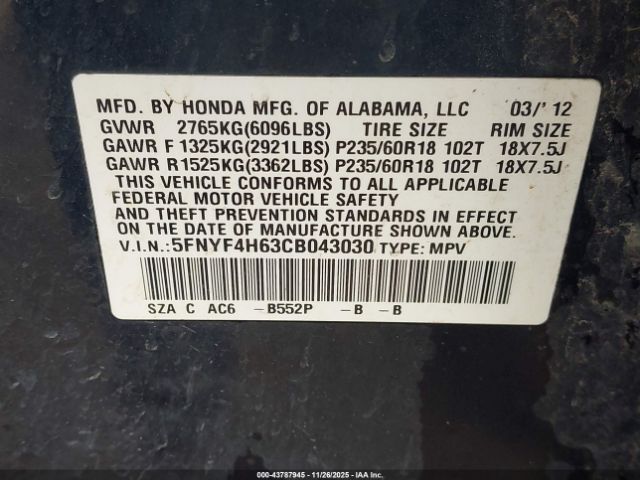 MFD. BY HONDA MFG. OF ALABAMA, LLC 03/'12
GVWR 2765KG(6096LBS) TIRE SIZE RIM SIZE
GAWR F 1325KG(2921LBS) P235/60R18 102T 18X7.5J
GAWR R 1525KG(3362LBS) P235/60R18 102T 18X7.5J
THIS VEHICLE CONFORMS TO ALL APPLICABLE
FEDERAL MOTOR VEHICLE SAFETY
AND THEFT PREVENTION STANDARDS IN EFFECT ON
THE DATE OF MANUFACTURE SHOWN ABOVE.
V.I.N.:5FNYF4H63CB043030 TYPE: MPV
SZA C AC6 -B552P -B -B
000-43787945 - 11/26/2025 - IAA Inc.